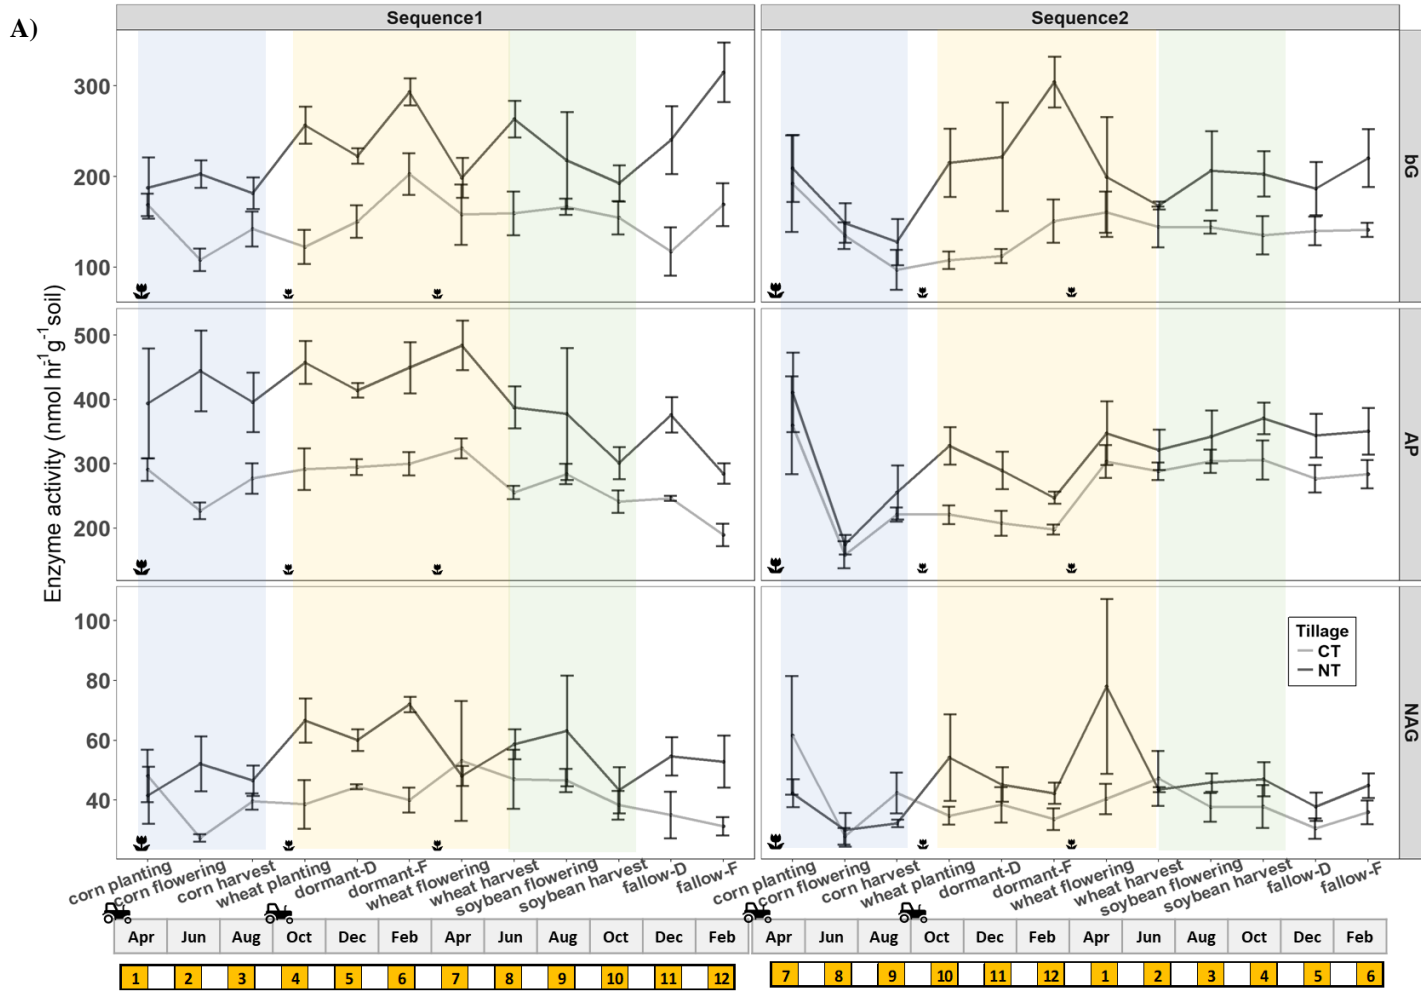 A)
Sequence1 Sequence2
Enzyme activity (nmol hr⁻¹g⁻¹soil)
300
200
100
bG
500
400
300
200
AP
100
80
60
40
NAG
Tillage
CT
NT
corn planting corn flowering corn harvest wheat planting dormant-D dormant-F wheat flowering wheat harvest soybean flowering soybean harvest fallow-D fallow-F
corn planting corn flowering corn harvest wheat planting dormant-D dormant-F wheat flowering wheat harvest soybean flowering soybean harvest fallow-D fallow-F
Apr Jun Aug Oct Dec Feb Apr Jun Aug Oct Dec Feb Apr Jun Aug Oct Dec Feb Apr Jun Aug Oct Dec Feb
1 2 3 4 5 6 7 8 9 10 11 12 7 8 9 10 11 12 1 2 3 4 5 6